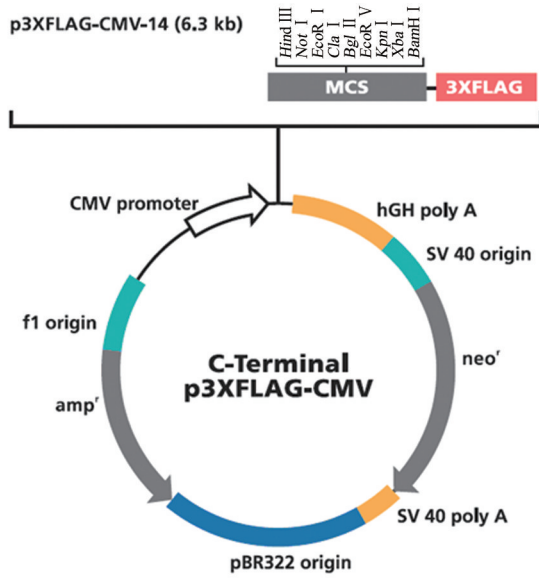 p3XFLAG-CMV-14 (6.3 kb)
Hind III
Not I
EcoR I
Cla I
Bgl II
EcoR V
Kpn I
Xba I
BamH I
MCS
3XFLAG
CMV promoter
hGH poly A
SV 40 origin
f1 origin
neoʳ
ampʳ
C-Terminal
p3XFLAG-CMV
SV 40 poly A
pBR322 origin